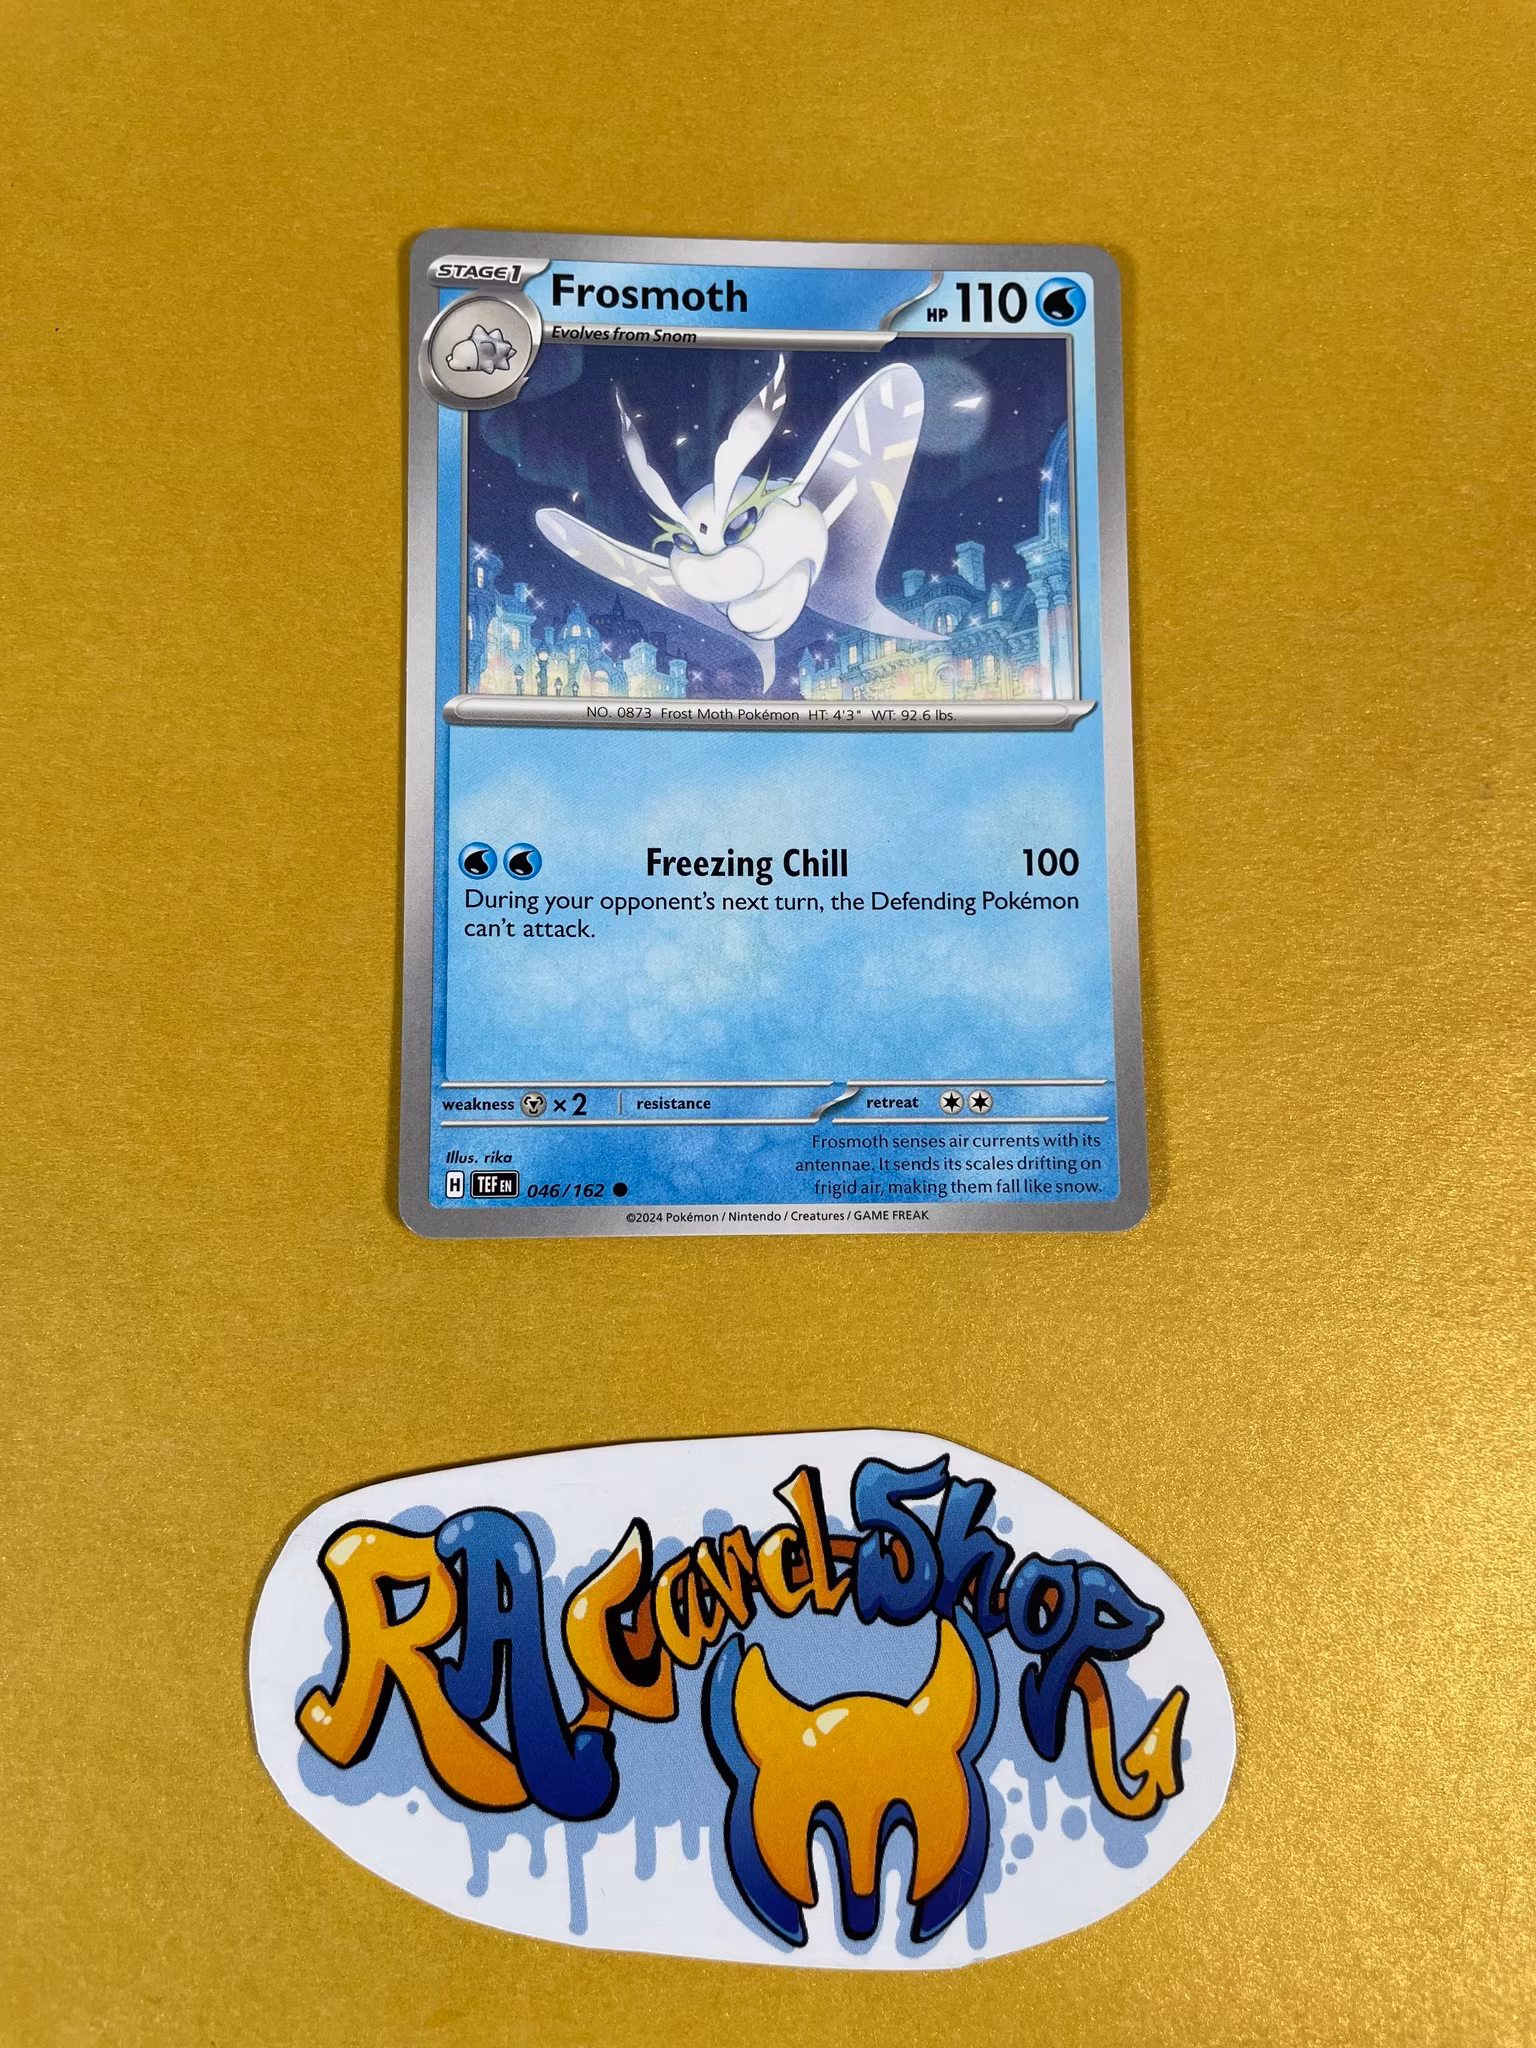 STAGE1
Frosmoth
HP 110
Evolves from Snom
NO. 0873 Frost Moth Pokémon HT: 4'3" WT: 92.6 lbs.
Freezing Chill 100
During your opponent's next turn, the Defending Pokémon
can't attack.
weakness ×2 resistance retreat
Frosmoth senses air currents with its
antennae. It sends its scales drifting on
frigid air, making them fall like snow.
Illus. rika
H TEF EN 046/162
©2024 Pokémon / Nintendo / Creatures / GAME FREAK
RA Card Shop